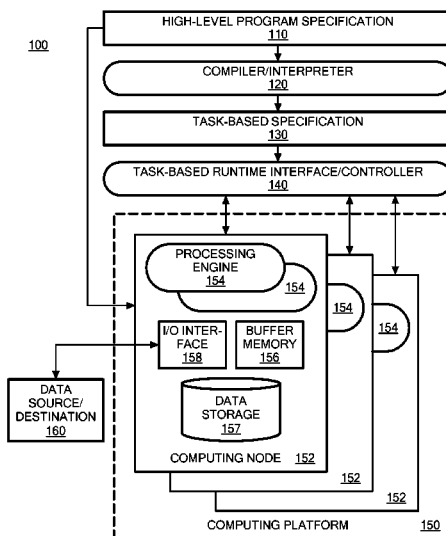 100
HIGH-LEVEL PROGRAM SPECIFICATION
110
COMPILER/INTERPRETER
120
TASK-BASED SPECIFICATION
130
TASK-BASED RUNTIME INTERFACE/CONTROLLER
140
PROCESSING
ENGINE
154
154
154
154
I/O INTER-
FACE
158
BUFFER
MEMORY
156
DATA
SOURCE/
DESTINATION
160
DATA
STORAGE
157
COMPUTING NODE 152
152
152
COMPUTING PLATFORM 150